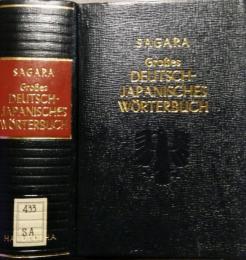 SAGARA
Großes
DEUTSCH-
JAPANISCHES
WÖRTERBUCH
433
SA
SAGARA
Großes
DEUTSCH-
JAPANISCHES
WÖRTERBUCH